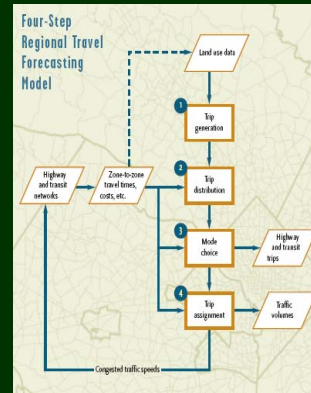 Four-Step
Regional Travel
Forecasting
Model
Land use data
1
Trip
generation
2
Trip
distribution
Highway
and transit
networks
Zone-to-zone
travel times,
costs, etc.
3
Mode
choice
Highway
and transit
trips
4
Trip
assignment
Traffic
volumes
Congested traffic speeds